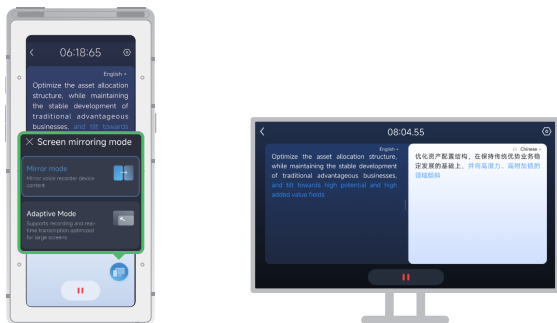 06:18:65
English
Optimize the asset allocation
structure, while maintaining
the stable development of
traditional advantageous
businesses, and tilt towards
Screen mirroring mode
Mirror mode
Mirror voice recorder device
content
Adaptive Mode
Supports recording and real-
time transcription optimized
for large screens
08:04.55
English
Optimize the asset allocation structure,
while maintaining the stable development
of traditional advantageous businesses,
and tilt towards high potential and high
added value fields
Chinese
优化资产配置结构，在保持传统优势业务稳
定发展的基础上，并向高潜力、高附加值的
领域倾斜